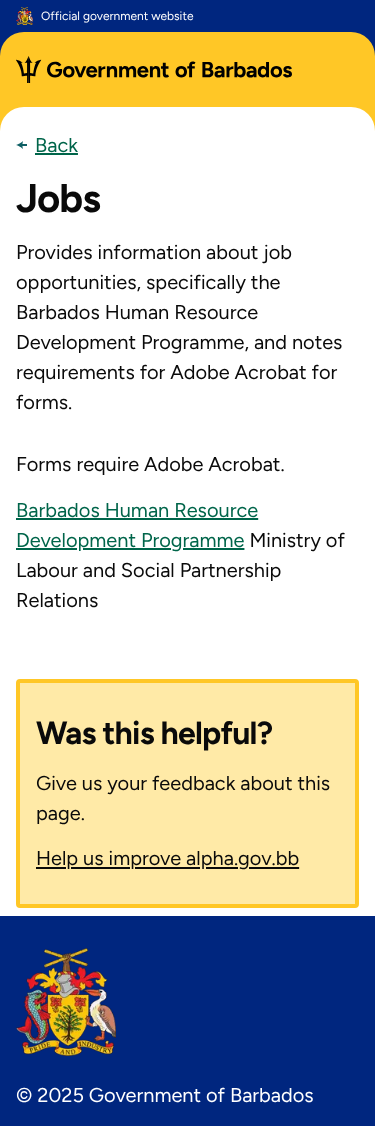 Official government website
Government of Barbados
Back
Jobs
Provides information about job
opportunities, specifically the
Barbados Human Resource
Development Programme, and notes
requirements for Adobe Acrobat for
forms.
Forms require Adobe Acrobat.
Barbados Human Resource
Development Programme Ministry of
Labour and Social Partnership
Relations
Was this helpful?
Give us your feedback about this
page.
Help us improve alpha.gov.bb
PRIDE AND INDUSTRY
© 2025 Government of Barbados